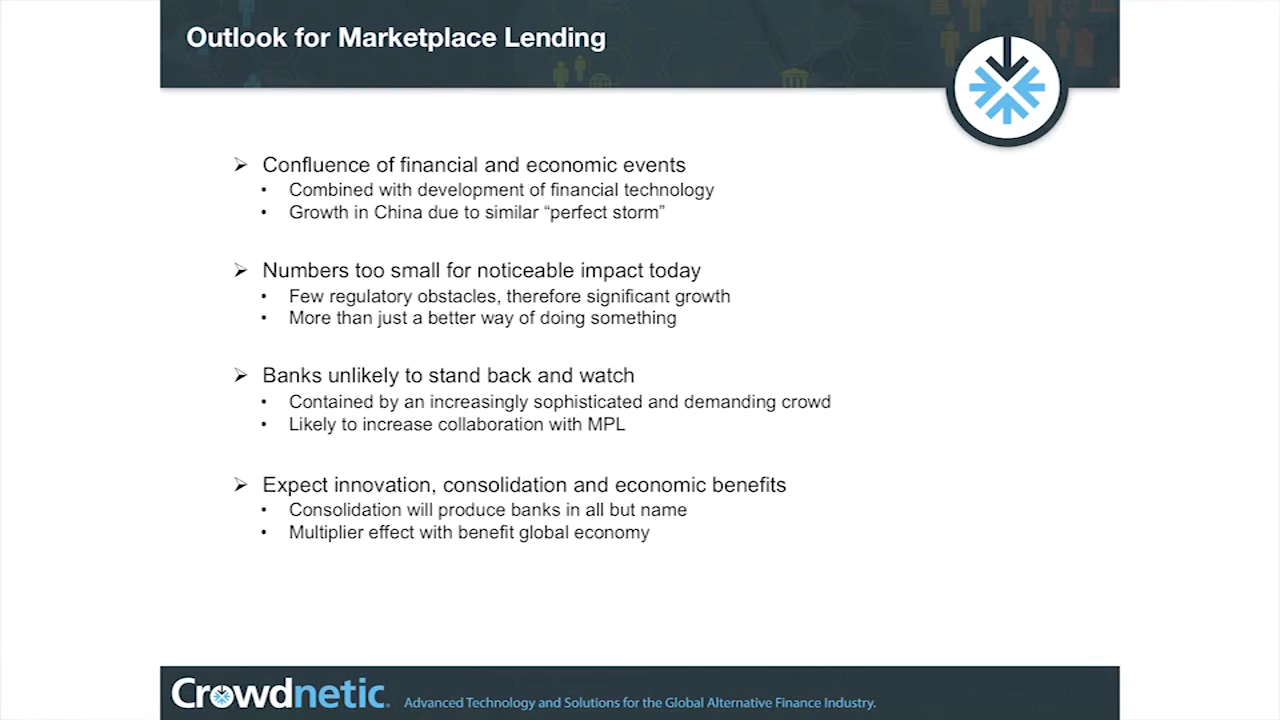 Outlook for Marketplace Lending
➢ Confluence of financial and economic events
• Combined with development of financial technology
• Growth in China due to similar “perfect storm”
➢ Numbers too small for noticeable impact today
• Few regulatory obstacles, therefore significant growth
• More than just a better way of doing something
➢ Banks unlikely to stand back and watch
• Contained by an increasingly sophisticated and demanding crowd
• Likely to increase collaboration with MPL
➢ Expect innovation, consolidation and economic benefits
• Consolidation will produce banks in all but name
• Multiplier effect with benefit global economy
Crowdnetic. Advanced Technology and Solutions for the Global Alternative Finance Industry.